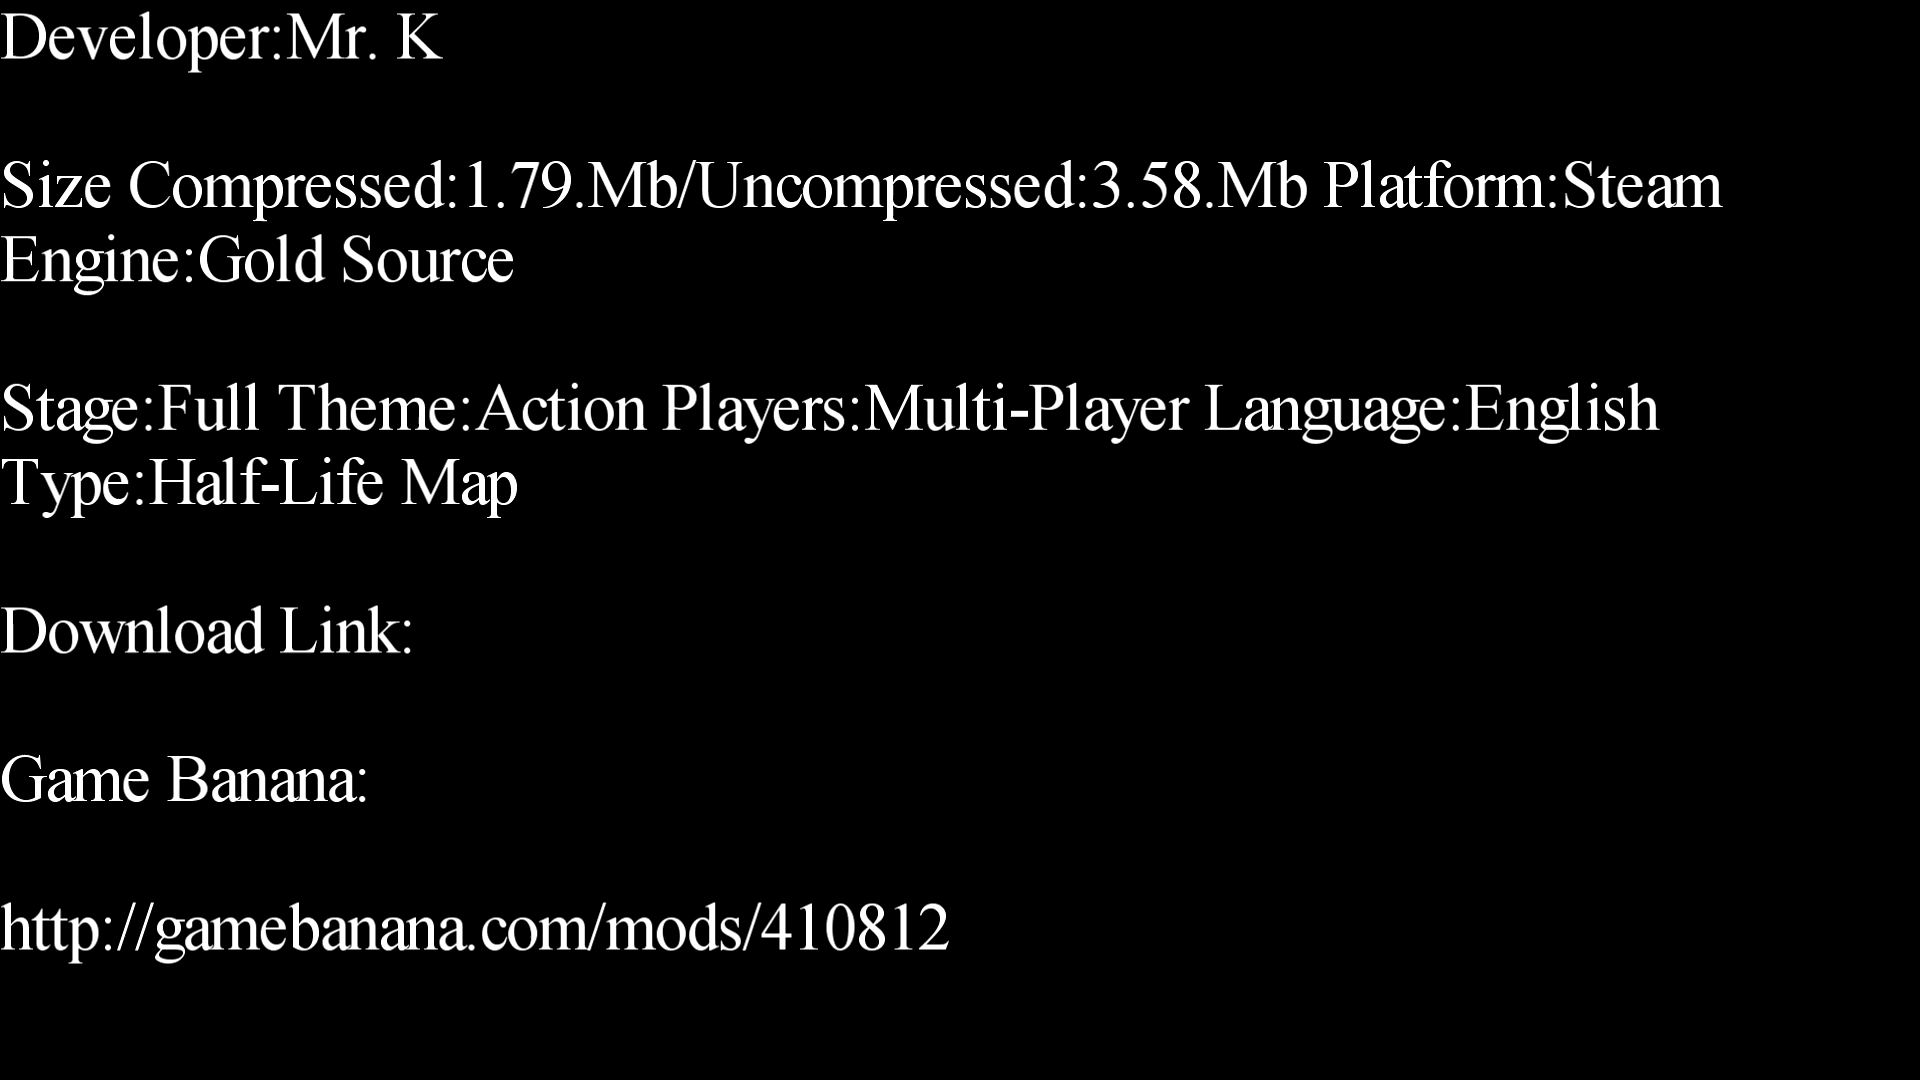 Developer:Mr. K
Size Compressed:1.79.Mb/Uncompressed:3.58.Mb Platform:Steam
Engine:Gold Source
Stage:Full Theme:Action Players:Multi-Player Language:English
Type:Half-Life Map
Download Link:
Game Banana:
http://gamebanana.com/mods/410812